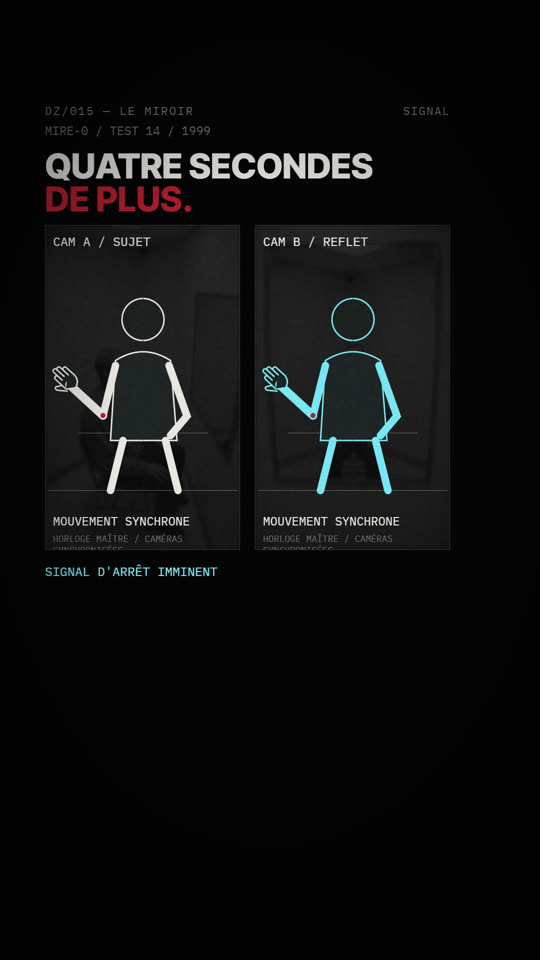 DZ/015 — LE MIROIR
SIGNAL
MIRE-0 / TEST 14 / 1999
QUATRE SECONDES
DE PLUS.
CAM A / SUJET
CAM B / REFLET
MOUVEMENT SYNCHRONE
HORLOGE MAÎTRE / CAMÉRAS
MOUVEMENT SYNCHRONE
HORLOGE MAÎTRE / CAMÉRAS
SIGNAL D'ARRÊT IMMINENT